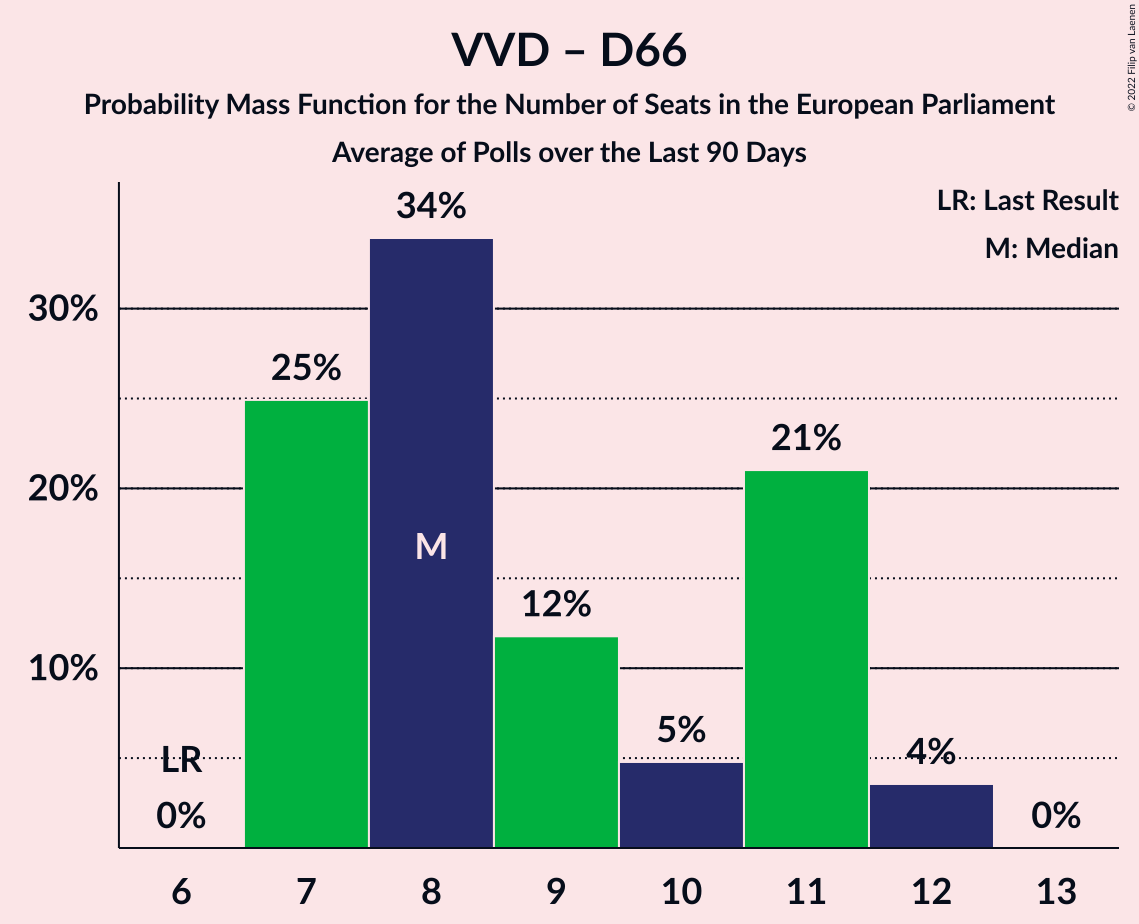 VVD – D66
Probability Mass Function for the Number of Seats in the European Parliament
Average of Polls over the Last 90 Days
© 2022 Filip van Laenen
LR: Last Result
M: Median
34%
30%
25%
21%
20%
M
12%
10%
5%
4%
LR
0%
0%
6 7 8 9 10 11 12 13